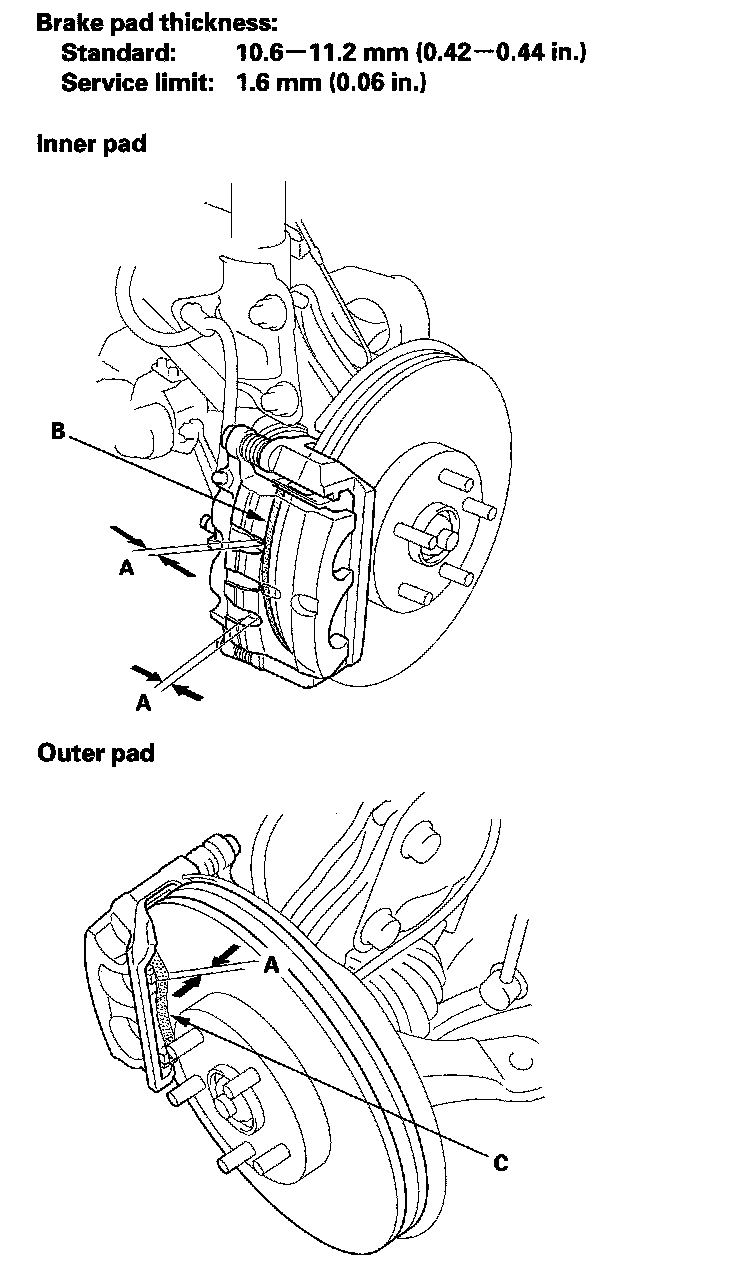 Brake pad thickness:
Standard: 10.6—11.2 mm (0.42—0.44 in.)
Service limit: 1.6 mm (0.06 in.)
Inner pad
B
A
A
Outer pad
A
C